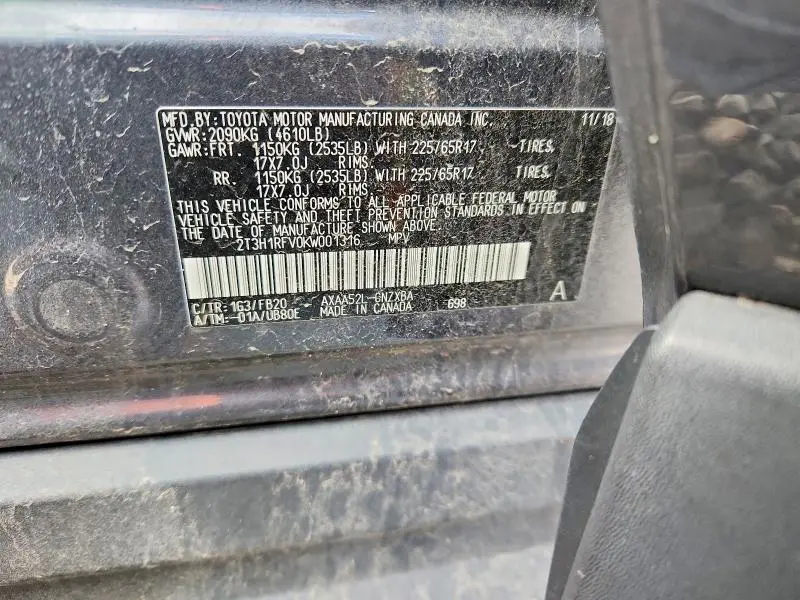 MFD.BY:TOYOTA MOTOR MANUFACTURING CANADA INC. 11/18
GVWR:2090KG (4610LB)
GAWR:FRT. 1150KG (2535LB) WITH 225/65R17 TIRES,
17X7.0J RIMS.
RR. 1150KG (2535LB) WITH 225/65R17 TIRES,
17X7.0J RIMS.
THIS VEHICLE CONFORMS TO ALL APPLICABLE FEDERAL MOTOR
VEHICLE SAFETY AND THEFT PREVENTION STANDARDS IN EFFECT ON
THE DATE OF MANUFACTURE SHOWN ABOVE.
2T3H1RFV0KW001316 MPV
C/TR:1G3/FB20 AXAA52L-GNZXBA A
A/TM:-01A/UB80E MADE IN CANADA 698